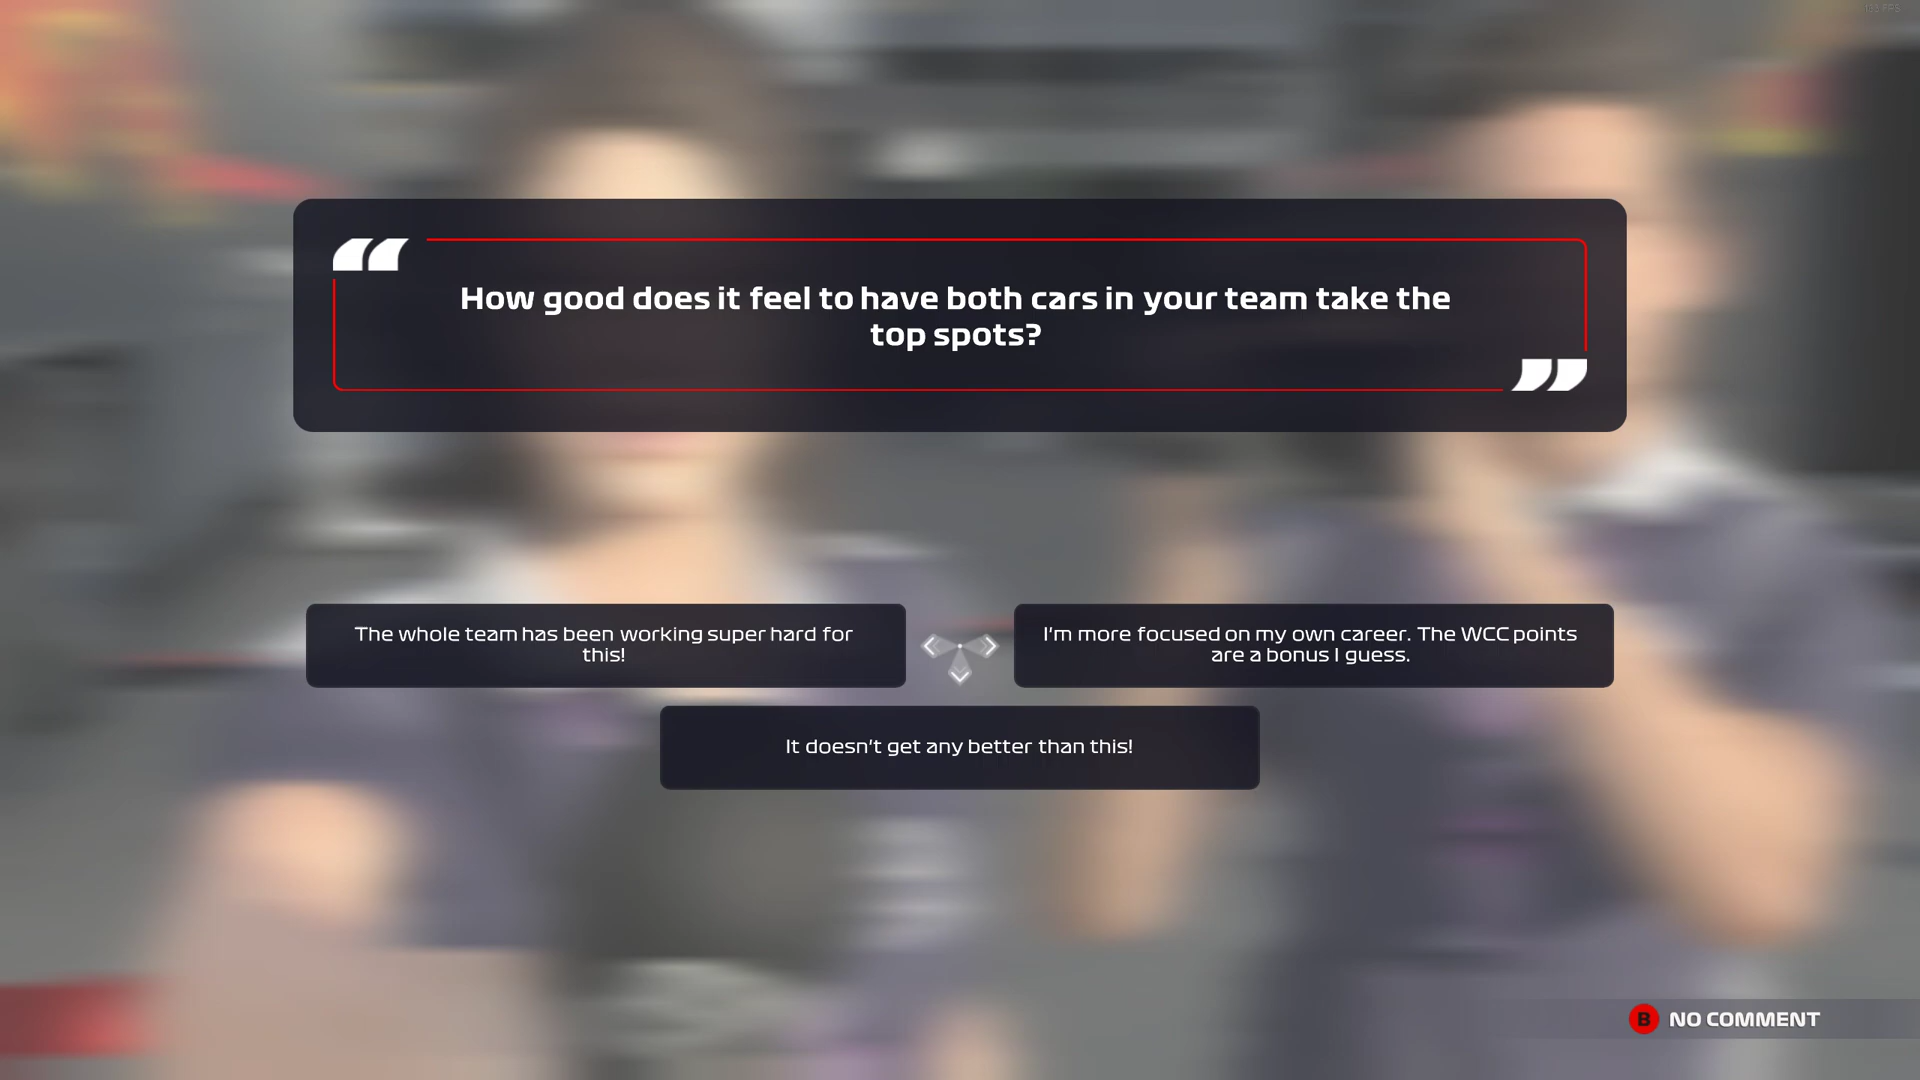 How good does it feel to have both cars in your team take the
top spots?
The whole team has been working super hard for
this!
I'm more focused on my own career. The WCC points
are a bonus I guess.
It doesn't get any better than this!
B NO COMMENT